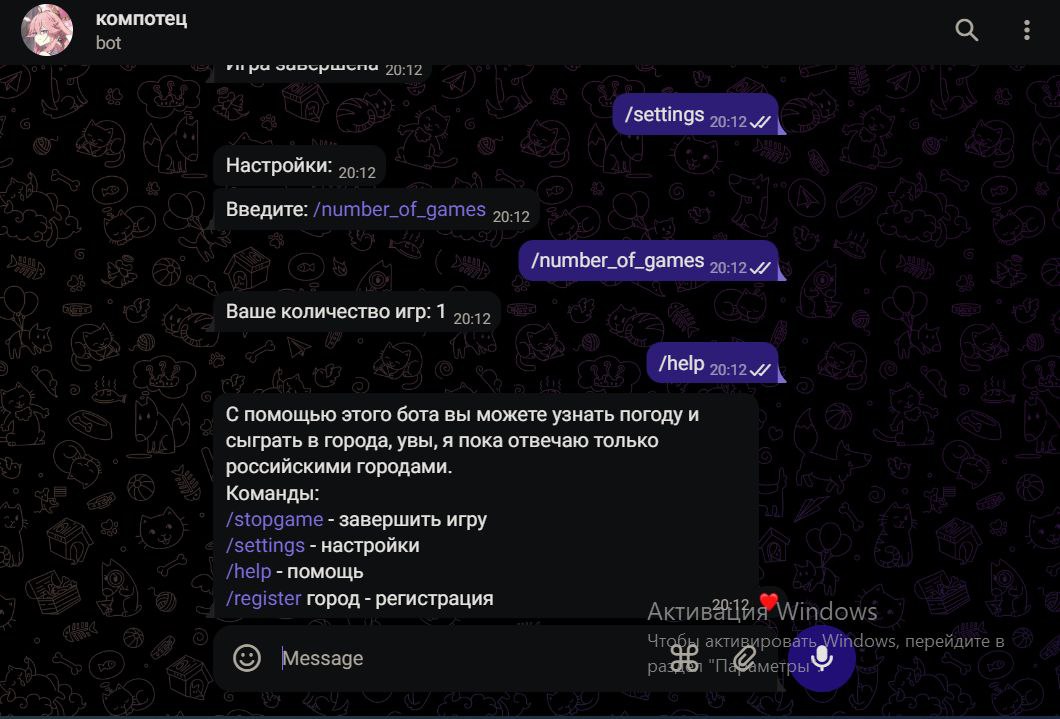 компотец
bot
Игра завершена 20:12
/settings 20:12
Настройки: 20:12
Введите: /number_of_games 20:12
/number_of_games 20:12
Ваше количество игр: 1 20:12
/help 20:12
С помощью этого бота вы можете узнать погоду и
сыграть в города, увы, я пока отвечаю только
российскими городами.
Команды:
/stopgame - завершить игру
/settings - настройки
/help - помощь
/register город - регистрация
20:12
Активация Windows
Чтобы активировать Windows, перейдите в
раздел "Параметры"
Message